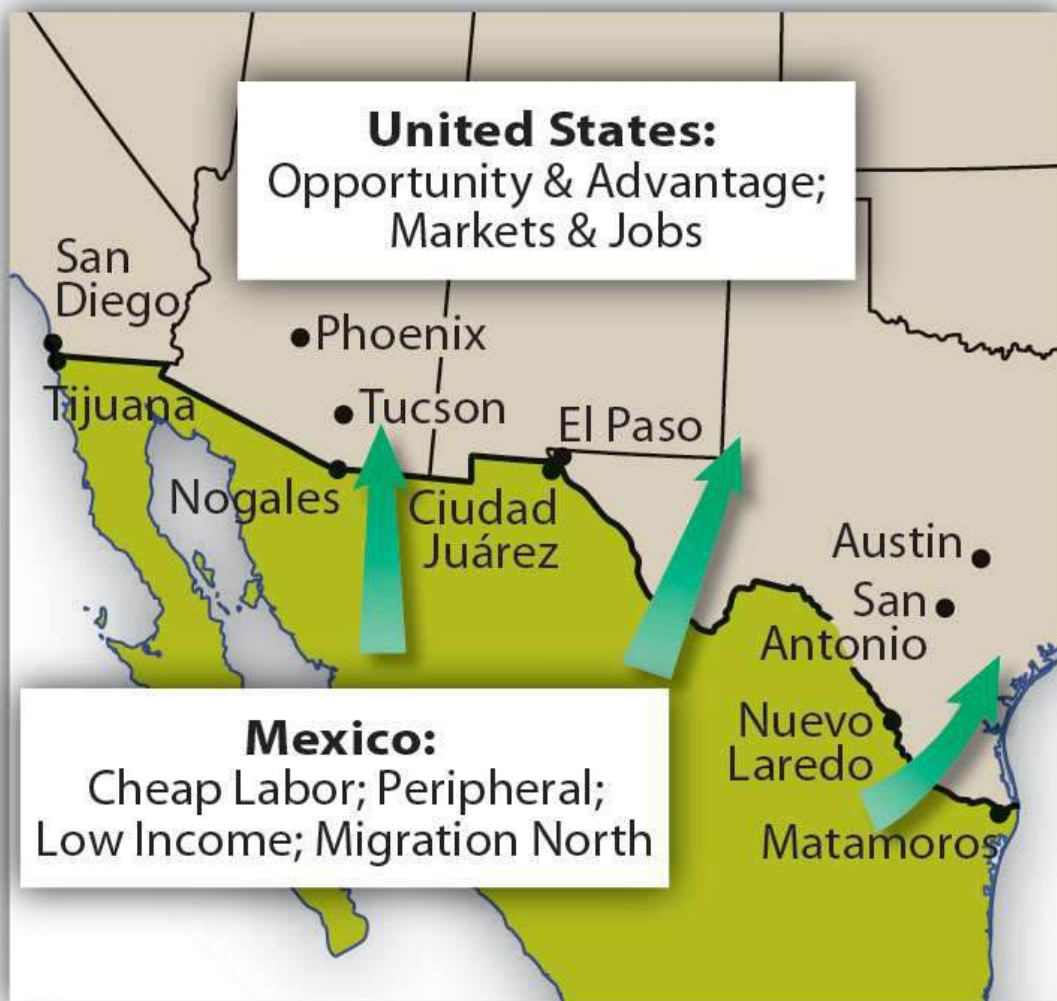 United States:
Opportunity & Advantage;
Markets & Jobs
San
Diego
Phoenix
Tijuana
Tucson
El Paso
Nogales
Ciudad
Juárez
Austin
San
Antonio
Nuevo
Laredo
Matamoros
Mexico:
Cheap Labor; Peripheral;
Low Income; Migration North